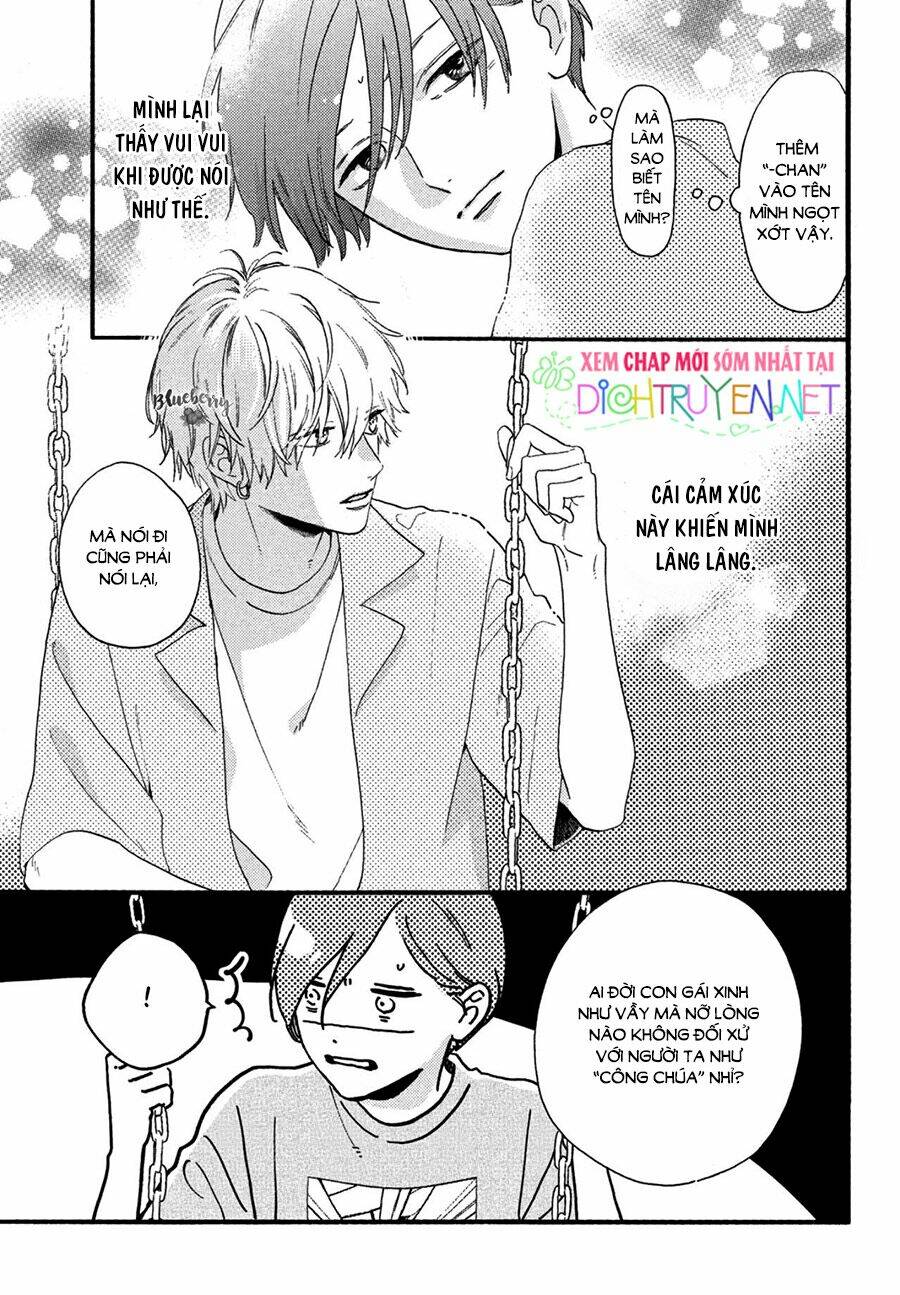 THÊM
“-CHAN”
VÀO TÊN
MÌNH NGỌT
XỚT VẬY.
MÀ
LÀM
SAO
BIẾT
TÊN
MÌNH?
MÌNH LẠI
THẤY VUI VUI
KHI ĐƯỢC NÓI
NHƯ THẾ.
XEM CHAP MỚI SỚM NHẤT TẠI
DICHTRUYEN.NET
Blueberry
CÁI CẢM XÚC
NÀY KHIẾN MÌNH
LÂNG LÂNG.
MÀ NÓI ĐI
CŨNG PHẢI
NÓI LẠI,
AI ĐỜI CON GÁI XINH
NHƯ VẦY MÀ NỠ LÒNG
NÀO KHÔNG ĐỐI XỬ
VỚI NGƯỜI TA NHƯ
“CÔNG CHÚA” NHỈ?
!